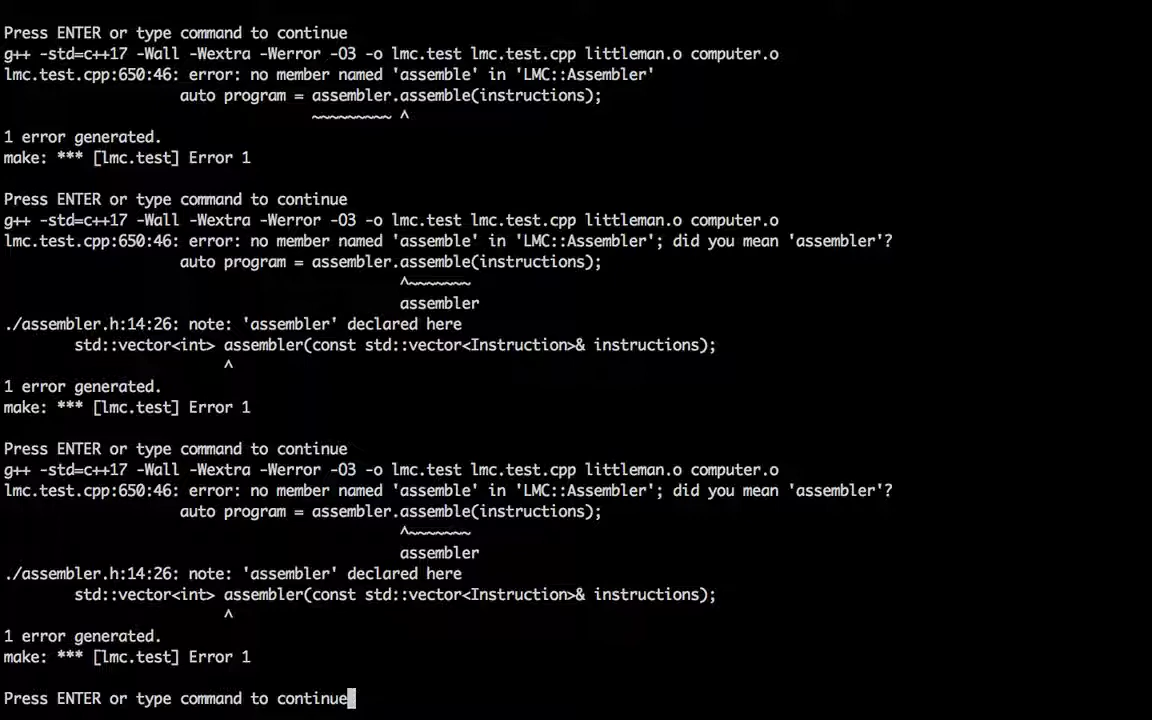 Press ENTER or type command to continue
g++ -std=c++17 -Wall -Wextra -Werror -O3 -o lmc.test lmc.test.cpp littleman.o computer.o
lmc.test.cpp:650:46: error: no member named 'assemble' in 'LMC::Assembler'
auto program = assembler.assemble(instructions);
~~~~~~~~~ ^
1 error generated.
make: *** [lmc.test] Error 1
Press ENTER or type command to continue
g++ -std=c++17 -Wall -Wextra -Werror -O3 -o lmc.test lmc.test.cpp littleman.o computer.o
lmc.test.cpp:650:46: error: no member named 'assemble' in 'LMC::Assembler'; did you mean 'assembler'?
auto program = assembler.assemble(instructions);
^~~~~~~~
assembler
./assembler.h:14:26: note: 'assembler' declared here
std::vector<int> assembler(const std::vector<Instruction>& instructions);
^
1 error generated.
make: *** [lmc.test] Error 1
Press ENTER or type command to continue
g++ -std=c++17 -Wall -Wextra -Werror -O3 -o lmc.test lmc.test.cpp littleman.o computer.o
lmc.test.cpp:650:46: error: no member named 'assemble' in 'LMC::Assembler'; did you mean 'assembler'?
auto program = assembler.assemble(instructions);
^~~~~~~~
assembler
./assembler.h:14:26: note: 'assembler' declared here
std::vector<int> assembler(const std::vector<Instruction>& instructions);
^
1 error generated.
make: *** [lmc.test] Error 1
Press ENTER or type command to continue